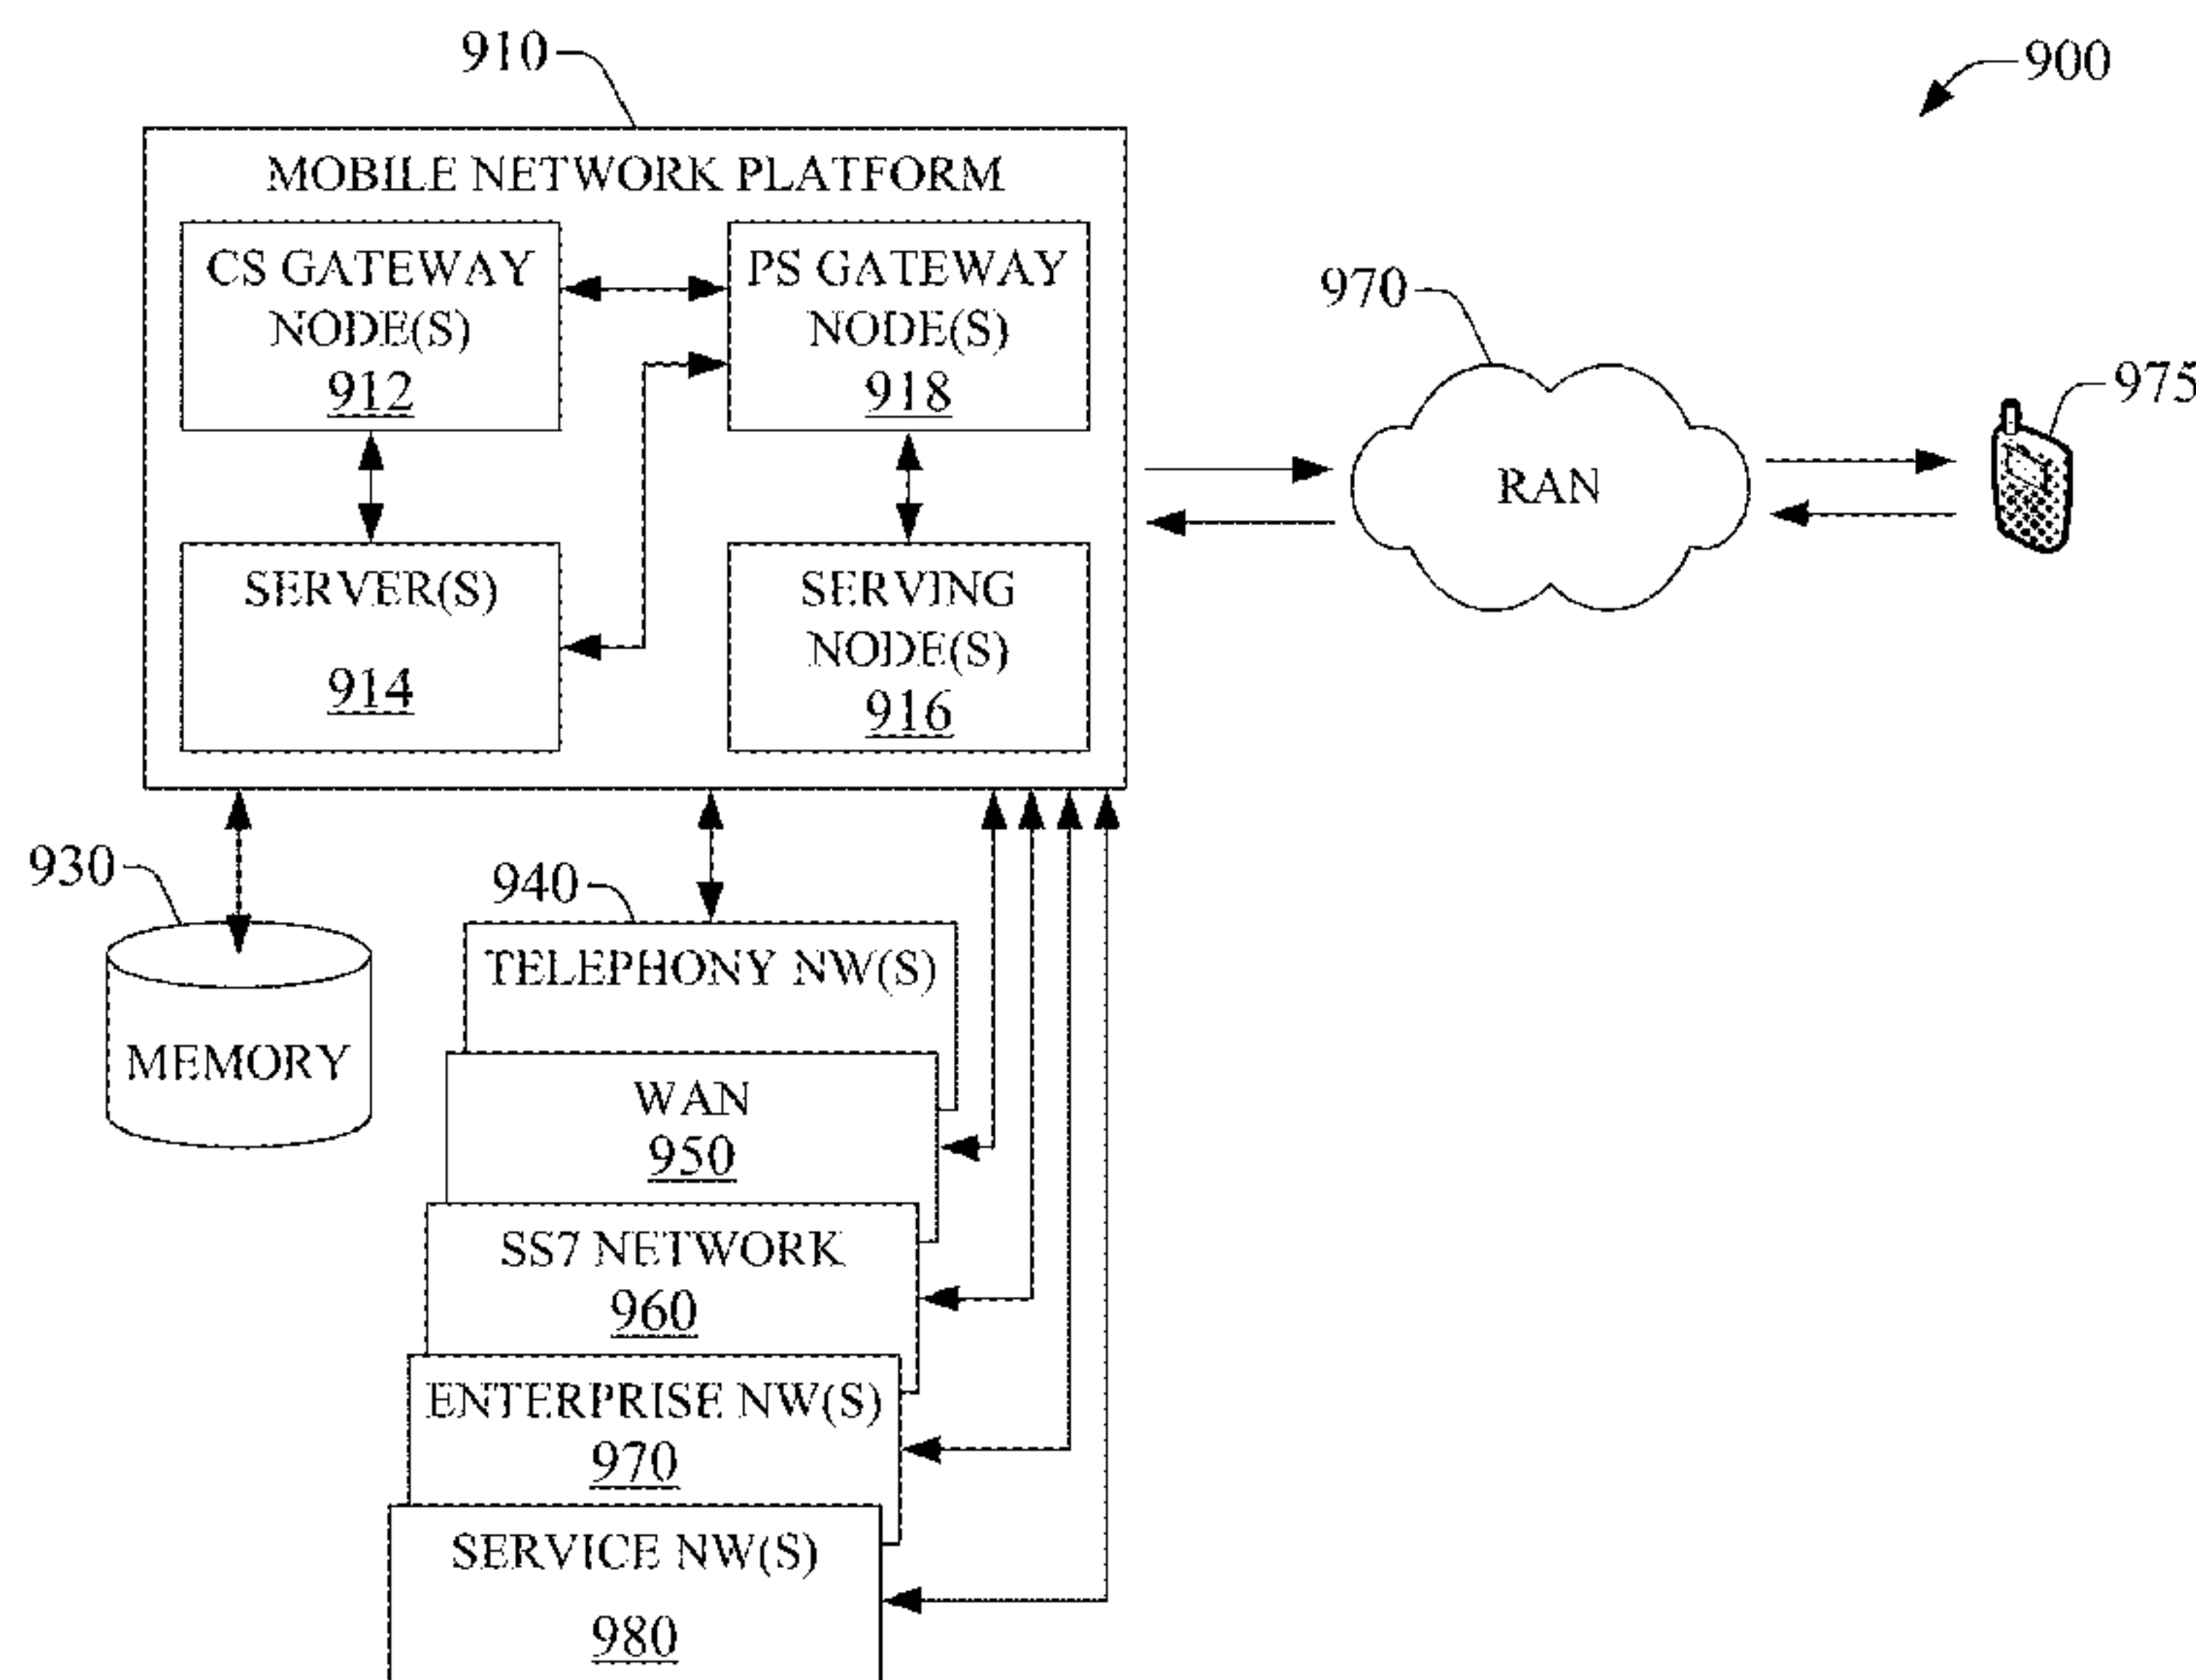 910
900
MOBILE NETWORK PLATFORM
CS GATEWAY
NODE(S)
912
PS GATEWAY
NODE(S)
918
SERVER(S)
914
SERVING
NODE(S)
916
970
RAN
975
930
MEMORY
940
TELEPHONY NW(S)
WAN
950
SS7 NETWORK
960
ENTERPRISE NW(S)
970
SERVICE NW(S)
980